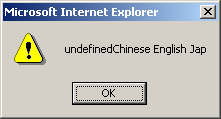 Microsoft Internet Explorer
undefinedChinese English Jap
OK